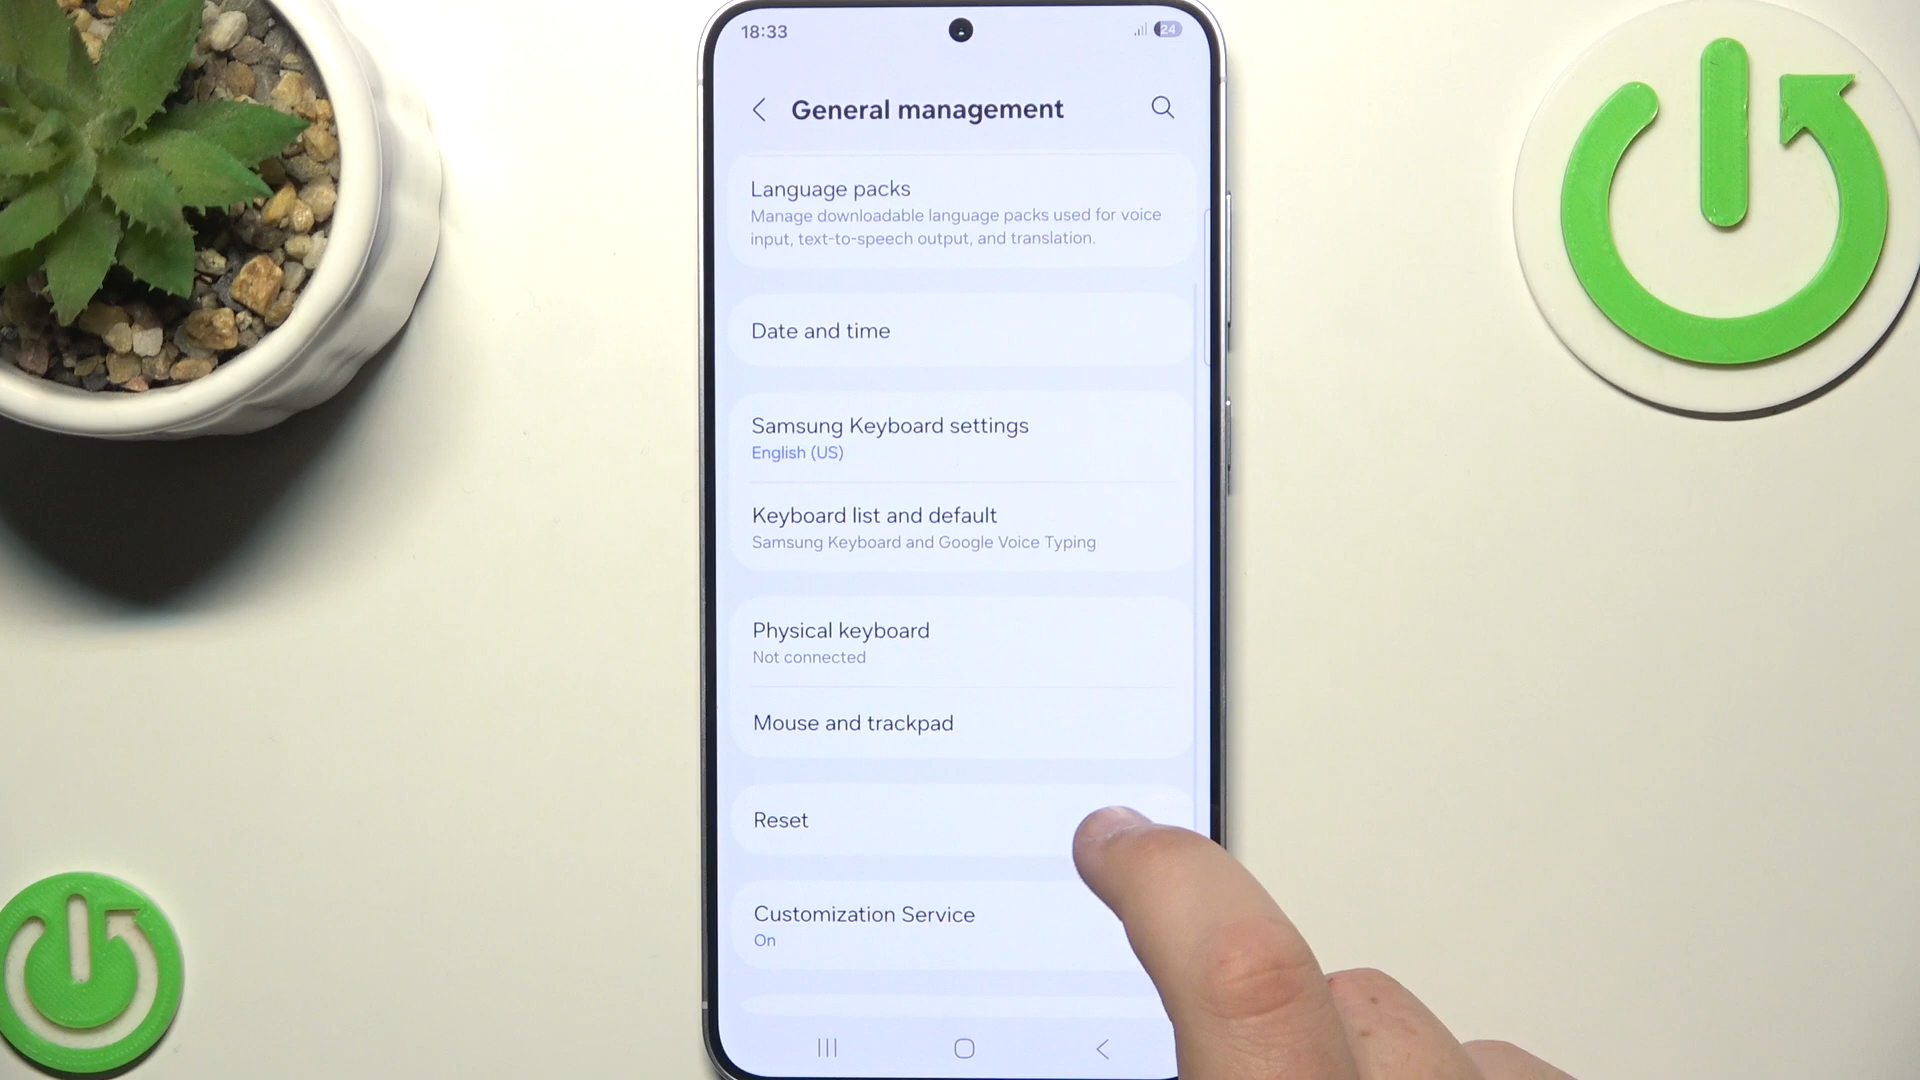 18:33
24
General management
Language packs
Manage downloadable language packs used for voice
input, text-to-speech output, and translation.
Date and time
Samsung Keyboard settings
English (US)
Keyboard list and default
Samsung Keyboard and Google Voice Typing
Physical keyboard
Not connected
Mouse and trackpad
Reset
Customization Service
On